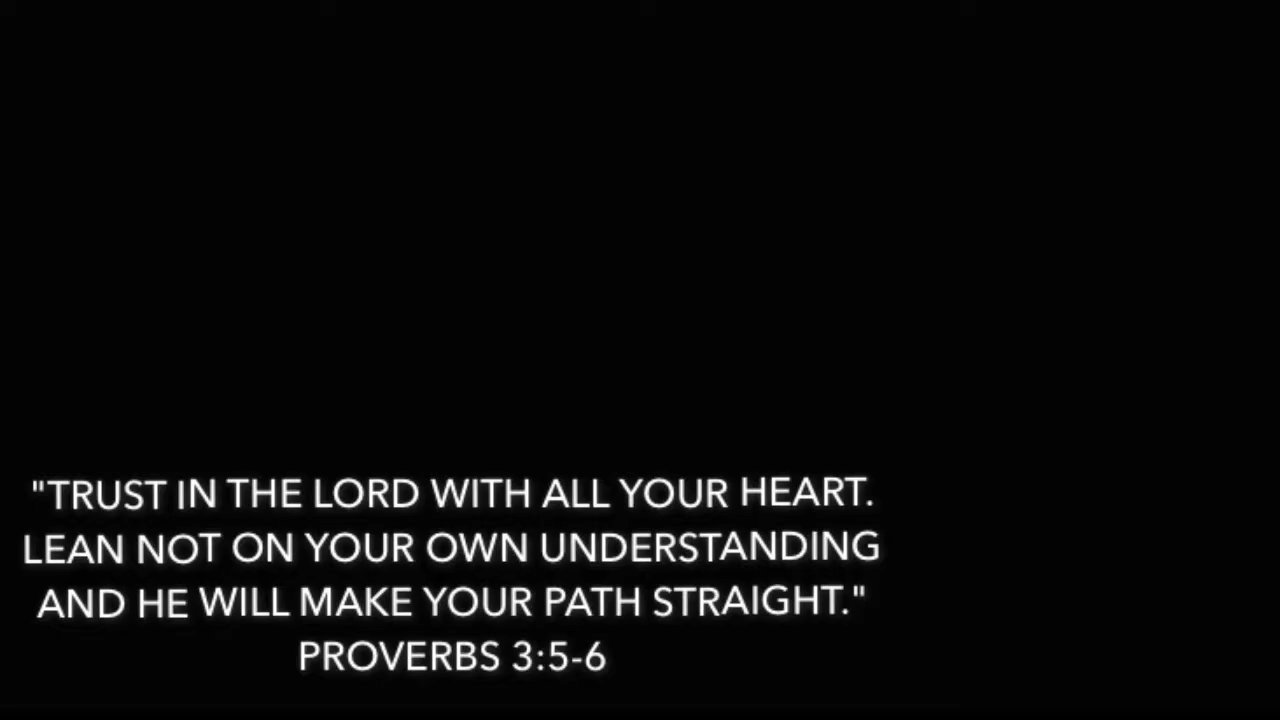 "TRUST IN THE LORD WITH ALL YOUR HEART.
LEAN NOT ON YOUR OWN UNDERSTANDING
AND HE WILL MAKE YOUR PATH STRAIGHT."
PROVERBS 3:5-6